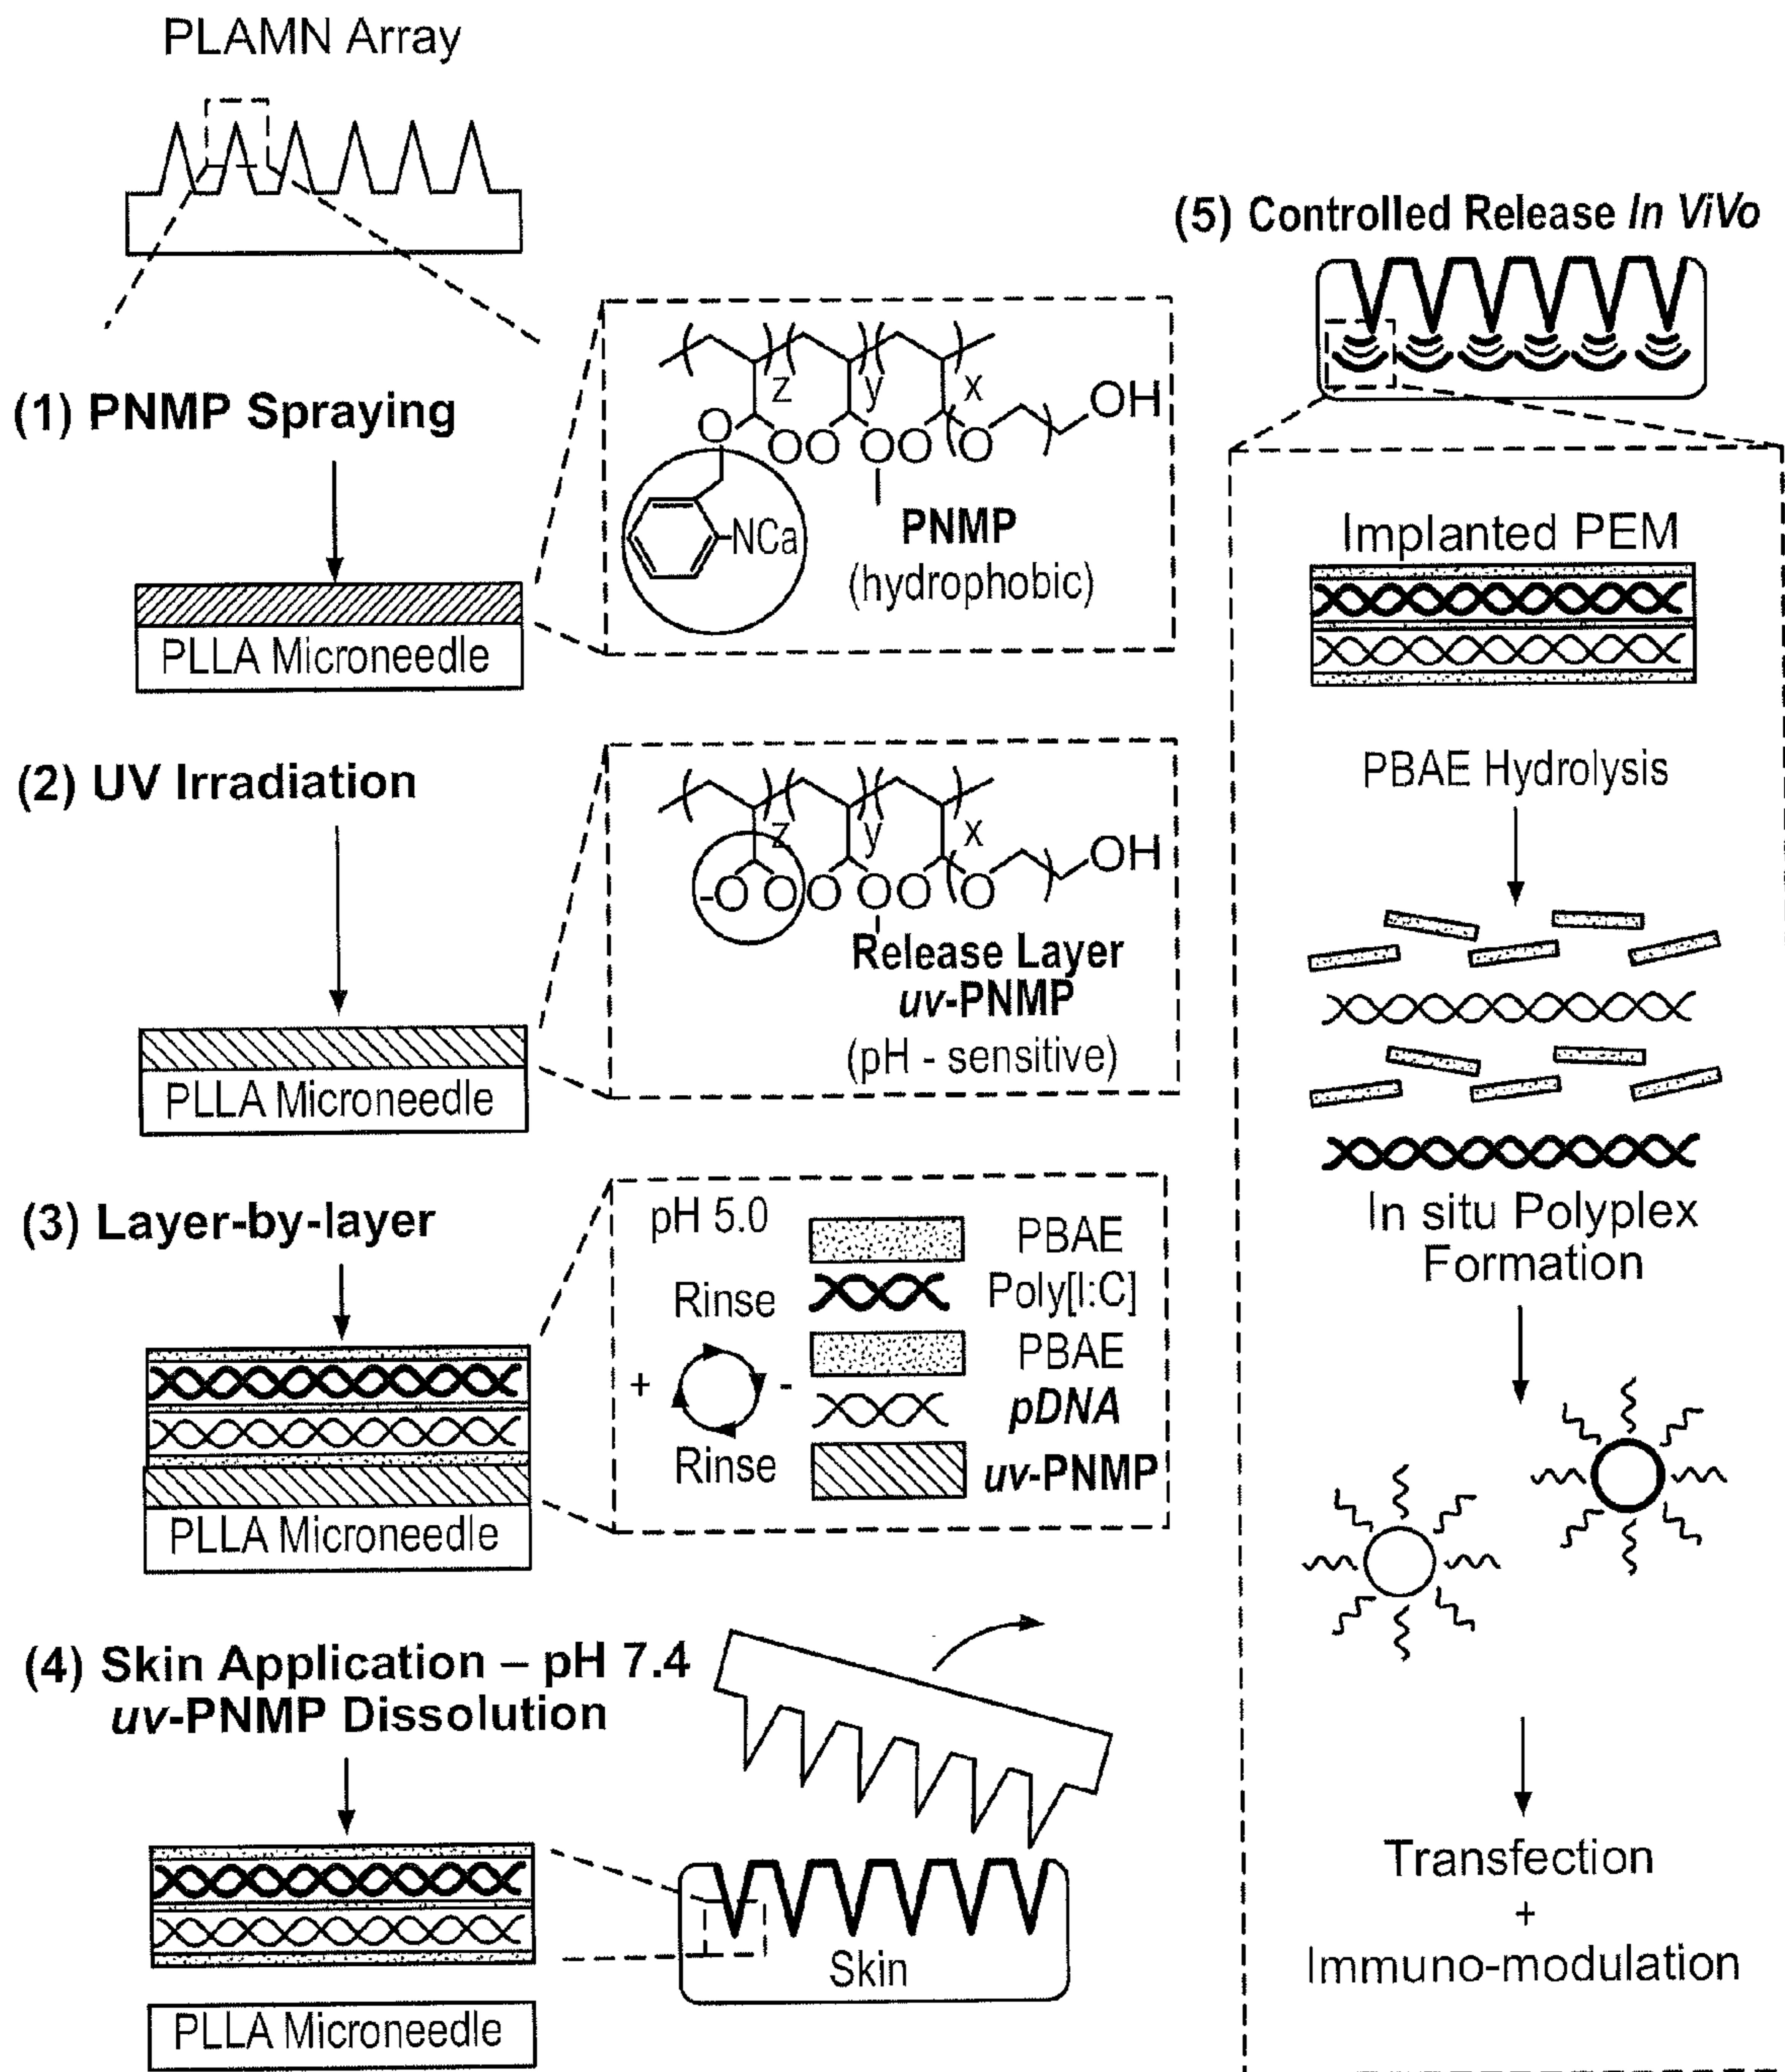 PLAMN Array
(1) PNMP Spraying
PLLA Microneedle
z
y
x
OH
O
O
O
O
O
O
NCa
PNMP
(hydrophobic)
(2) UV Irradiation
PLLA Microneedle
z
y
x
OH
-O
O
O
O
O
O
Release Layer
uv-PNMP
(pH - sensitive)
(3) Layer-by-layer
PLLA Microneedle
pH 5.0
Rinse
+
-
Rinse
PBAE
Poly[I:C]
PBAE
pDNA
uv-PNMP
(4) Skin Application – pH 7.4
uv-PNMP Dissolution
PLLA Microneedle
Skin
(5) Controlled Release In ViVo
Implanted PEM
PBAE Hydrolysis
In situ Polyplex
Formation
Transfection
+
Immuno-modulation